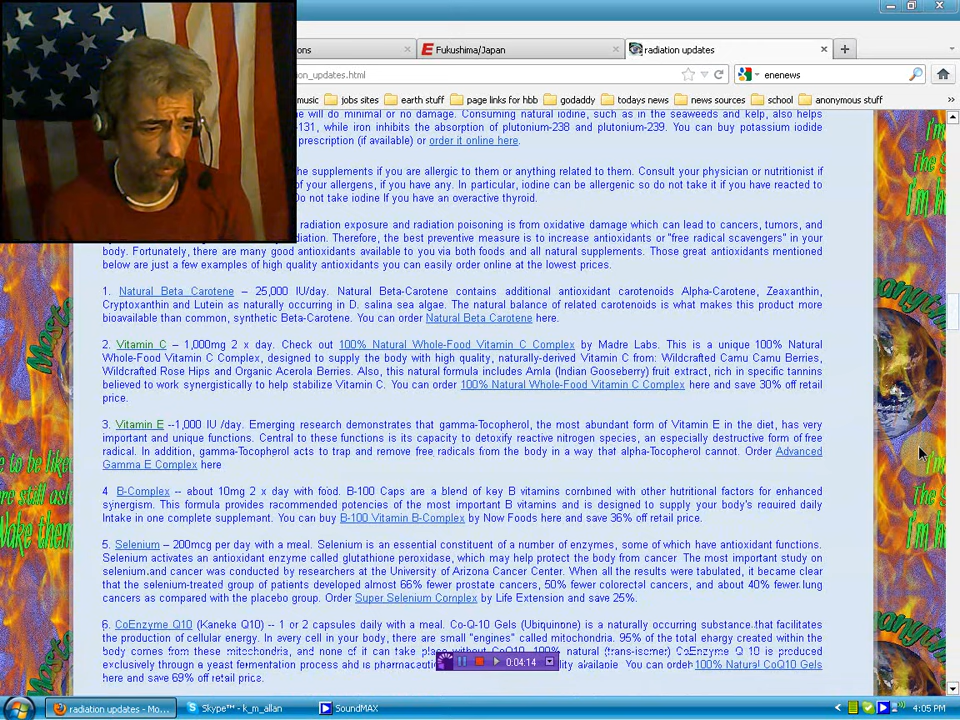 ons
Fukushima/Japan
radiation updates
on_updates.html
enenews
music
jobs sites
earth stuff
page links for hbb
godaddy
todays news
news sources
school
anonymous stuff
ne will do minimal or no damage. Consuming natural iodine, such as in the seaweeds and kelp, also helps
-131, while iron inhibits the absorption of plutonium-238 and plutonium-239. You can buy potassium iodide
prescription (if available) or order it online here.
he supplements if you are allergic to them or anything related to them. Consult your physician or nutritionist if
of your allergens, if you have any. In particular, iodine can be allergenic so do not take it if you have reacted to
Do not take iodine If you have an overactive thyroid.
radiation exposure and radiation poisoning is from oxidative damage which can lead to cancers, tumors, and
radiation. Therefore, the best preventive measure is to increase antioxidants or "free radical scavengers" in your
body. Fortunately, there are many good antioxidants available to you via both foods and all natural supplements. Those great antioxidants mentioned
below are just a few examples of high quality antioxidants you can easily order online at the lowest prices.
1. Natural Beta Carotene – 25,000 IU/day. Natural Beta-Carotene contains additional antioxidant carotenoids Alpha-Carotene, Zeaxanthin,
Cryptoxanthin and Lutein as naturally occurring in D. salina sea algae. The natural balance of related carotenoids is what makes this product more
bioavailable than common, synthetic Beta-Carotene. You can order Natural Beta Carotene here.
2. Vitamin C – 1,000mg 2 x day. Check out 100% Natural Whole-Food Vitamin C Complex by Madre Labs. This is a unique 100% Natural
Whole-Food Vitamin C Complex, designed to supply the body with high quality, naturally-derived Vitamin C from: Wildcrafted Camu Camu Berries,
Wildcrafted Rose Hips and Organic Acerola Berries. Also, this natural formula includes Amla (Indian Gooseberry) fruit extract, rich in specific tannins
believed to work synergistically to help stabilize Vitamin C. You can order 100% Natural Whole-Food Vitamin C Complex here and save 30% off retail
price.
3. Vitamin E --1,000 IU /day. Emerging research demonstrates that gamma-Tocopherol, the most abundant form of Vitamin E in the diet, has very
important and unique functions. Central to these functions is its capacity to detoxify reactive nitrogen species, an especially destructive form of free
radical. In addition, gamma-Tocopherol acts to trap and remove free radicals from the body in a way that alpha-Tocopherol cannot. Order Advanced
Gamma E Complex here
4 B-Complex -- about 10mg 2 x day with food. B-100 Caps are a blend of key B vitamins combined with other nutritional factors for enhanced
synergism. This formula provides recommended potencies of the most important B vitamins and is designed to supply your body's required daily
Intake in one complete supplement. You can buy B-100 Vitamin B-Complex by Now Foods here and save 36% off retail price.
5. Selenium – 200mcg per day with a meal. Selenium is an essential constituent of a number of enzymes, some of which have antioxidant functions.
Selenium activates an antioxidant enzyme called glutathione peroxidase, which may help protect the body from cancer. The most important study on
selenium and cancer was conducted by researchers at the University of Arizona Cancer Center. When all the results were tabulated, it became clear
that the selenium-treated group of patients developed almost 66% fewer prostate cancers, 50% fewer colorectal cancers, and about 40% fewer lung
cancers as compared with the placebo group. Order Super Selenium Complex by Life Extension and save 25%.
6. CoEnzyme Q10 (Kaneke Q10) -- 1 or 2 capsules daily with a meal. Co-Q-10 Gels (Ubiquinone) is a naturally occurring substance that facilitates
the production of cellular energy. In every cell in your body, there are small "engines" called mitochondria. 95% of the total energy created within the
body comes from these mitochondria, and none of it can take place without CoQ10. 100% natural (trans-isomer) CoEnzyme Q 10 is produced
exclusively through a yeast fermentation process and is pharmaceut lity available You can order 100% Natural CoQ10 Gels
here and save 69% off retail price.
0:04:14
radiation updates - Mo...
Skype™ - k_m_allan
SoundMAX
4:05 PM